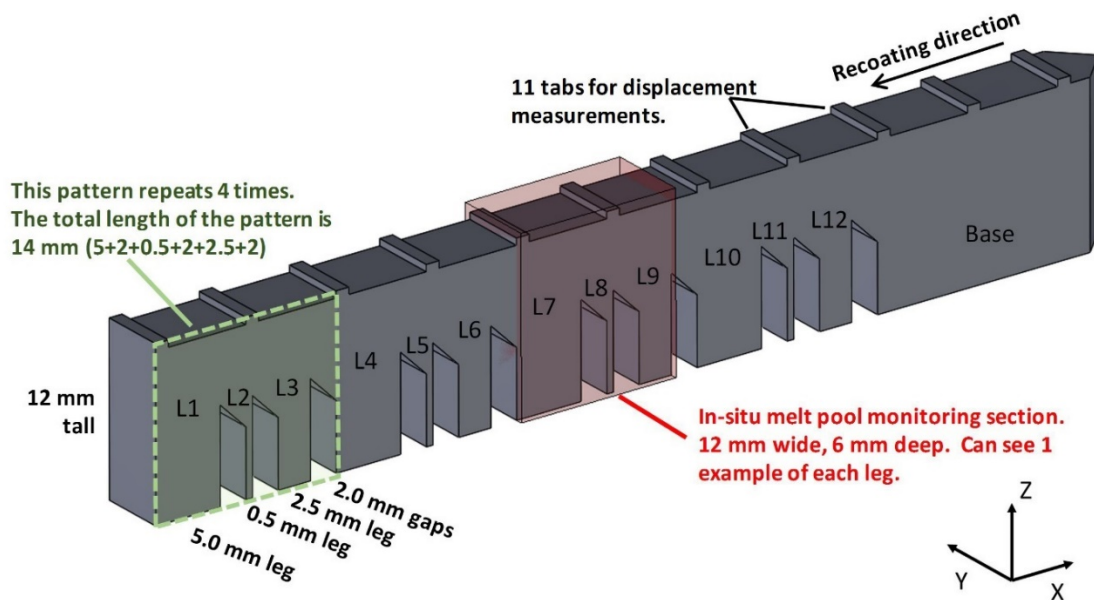 Recoating direction
11 tabs for displacement
measurements.
This pattern repeats 4 times.
The total length of the pattern is
14 mm (5+2+0.5+2+2.5+2)
L12
L11
Base
L10
L9
L8
L7
L6
L5
L4
L3
L2
L1
12 mm
tall
In-situ melt pool monitoring section.
12 mm wide, 6 mm deep.  Can see 1
example of each leg.
2.0 mm gaps
2.5 mm leg
0.5 mm leg
5.0 mm leg
Z
Y
X